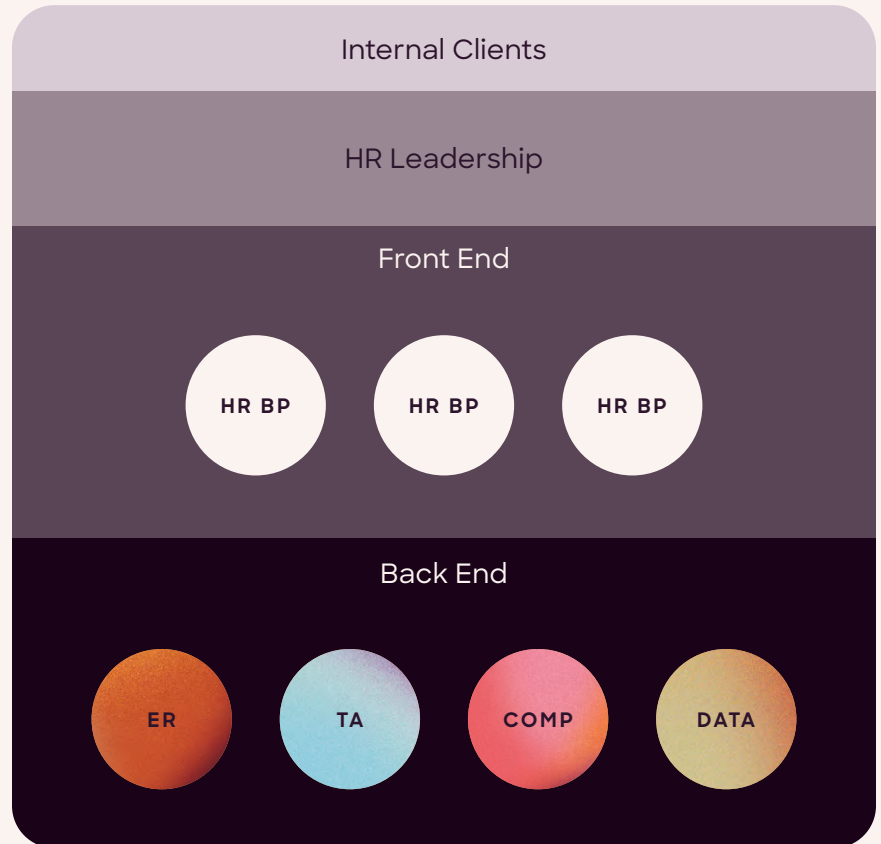 Internal Clients
HR Leadership
Front End
HR BP
HR BP
HR BP
Back End
ER
TA
COMP
DATA